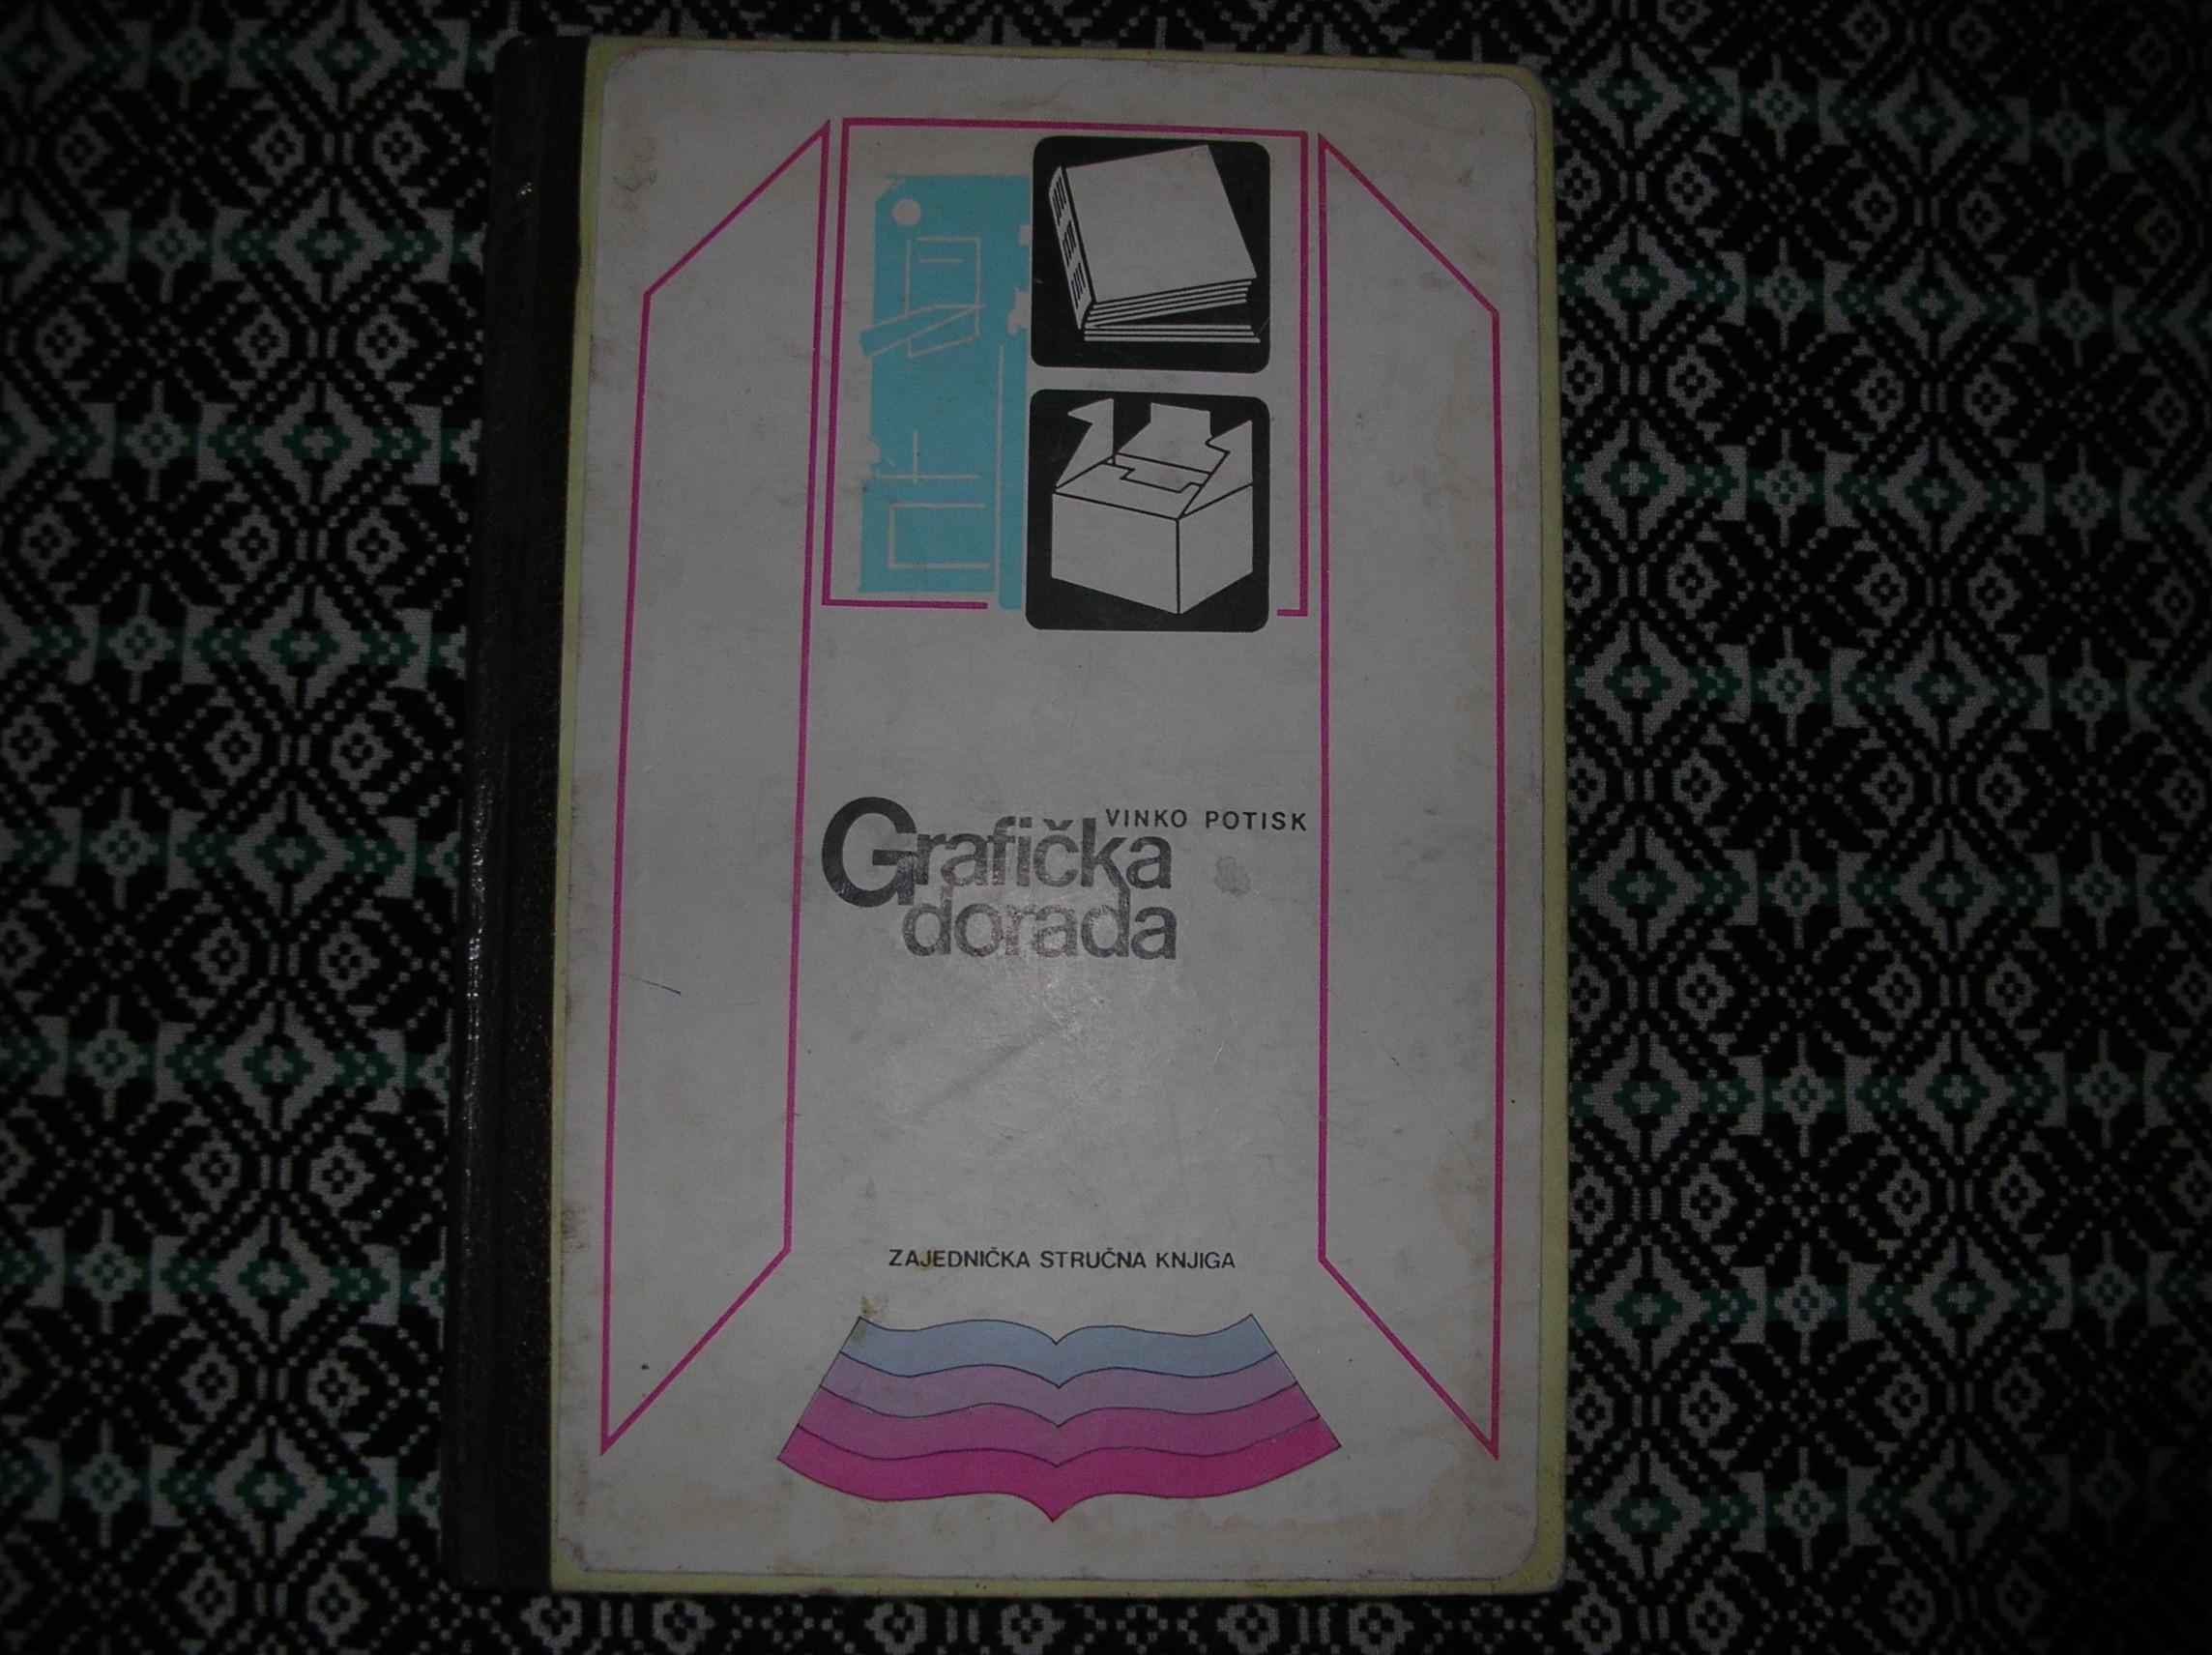 VINKO POTISK
Grafička
dorada
ZAJEDNIČKA STRUČNA KNJIGA